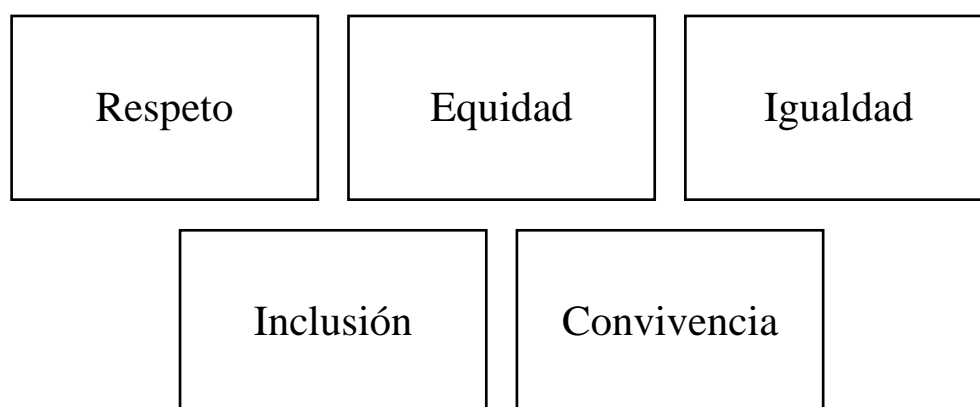 Respeto
Equidad
Igualdad
Inclusión
Convivencia